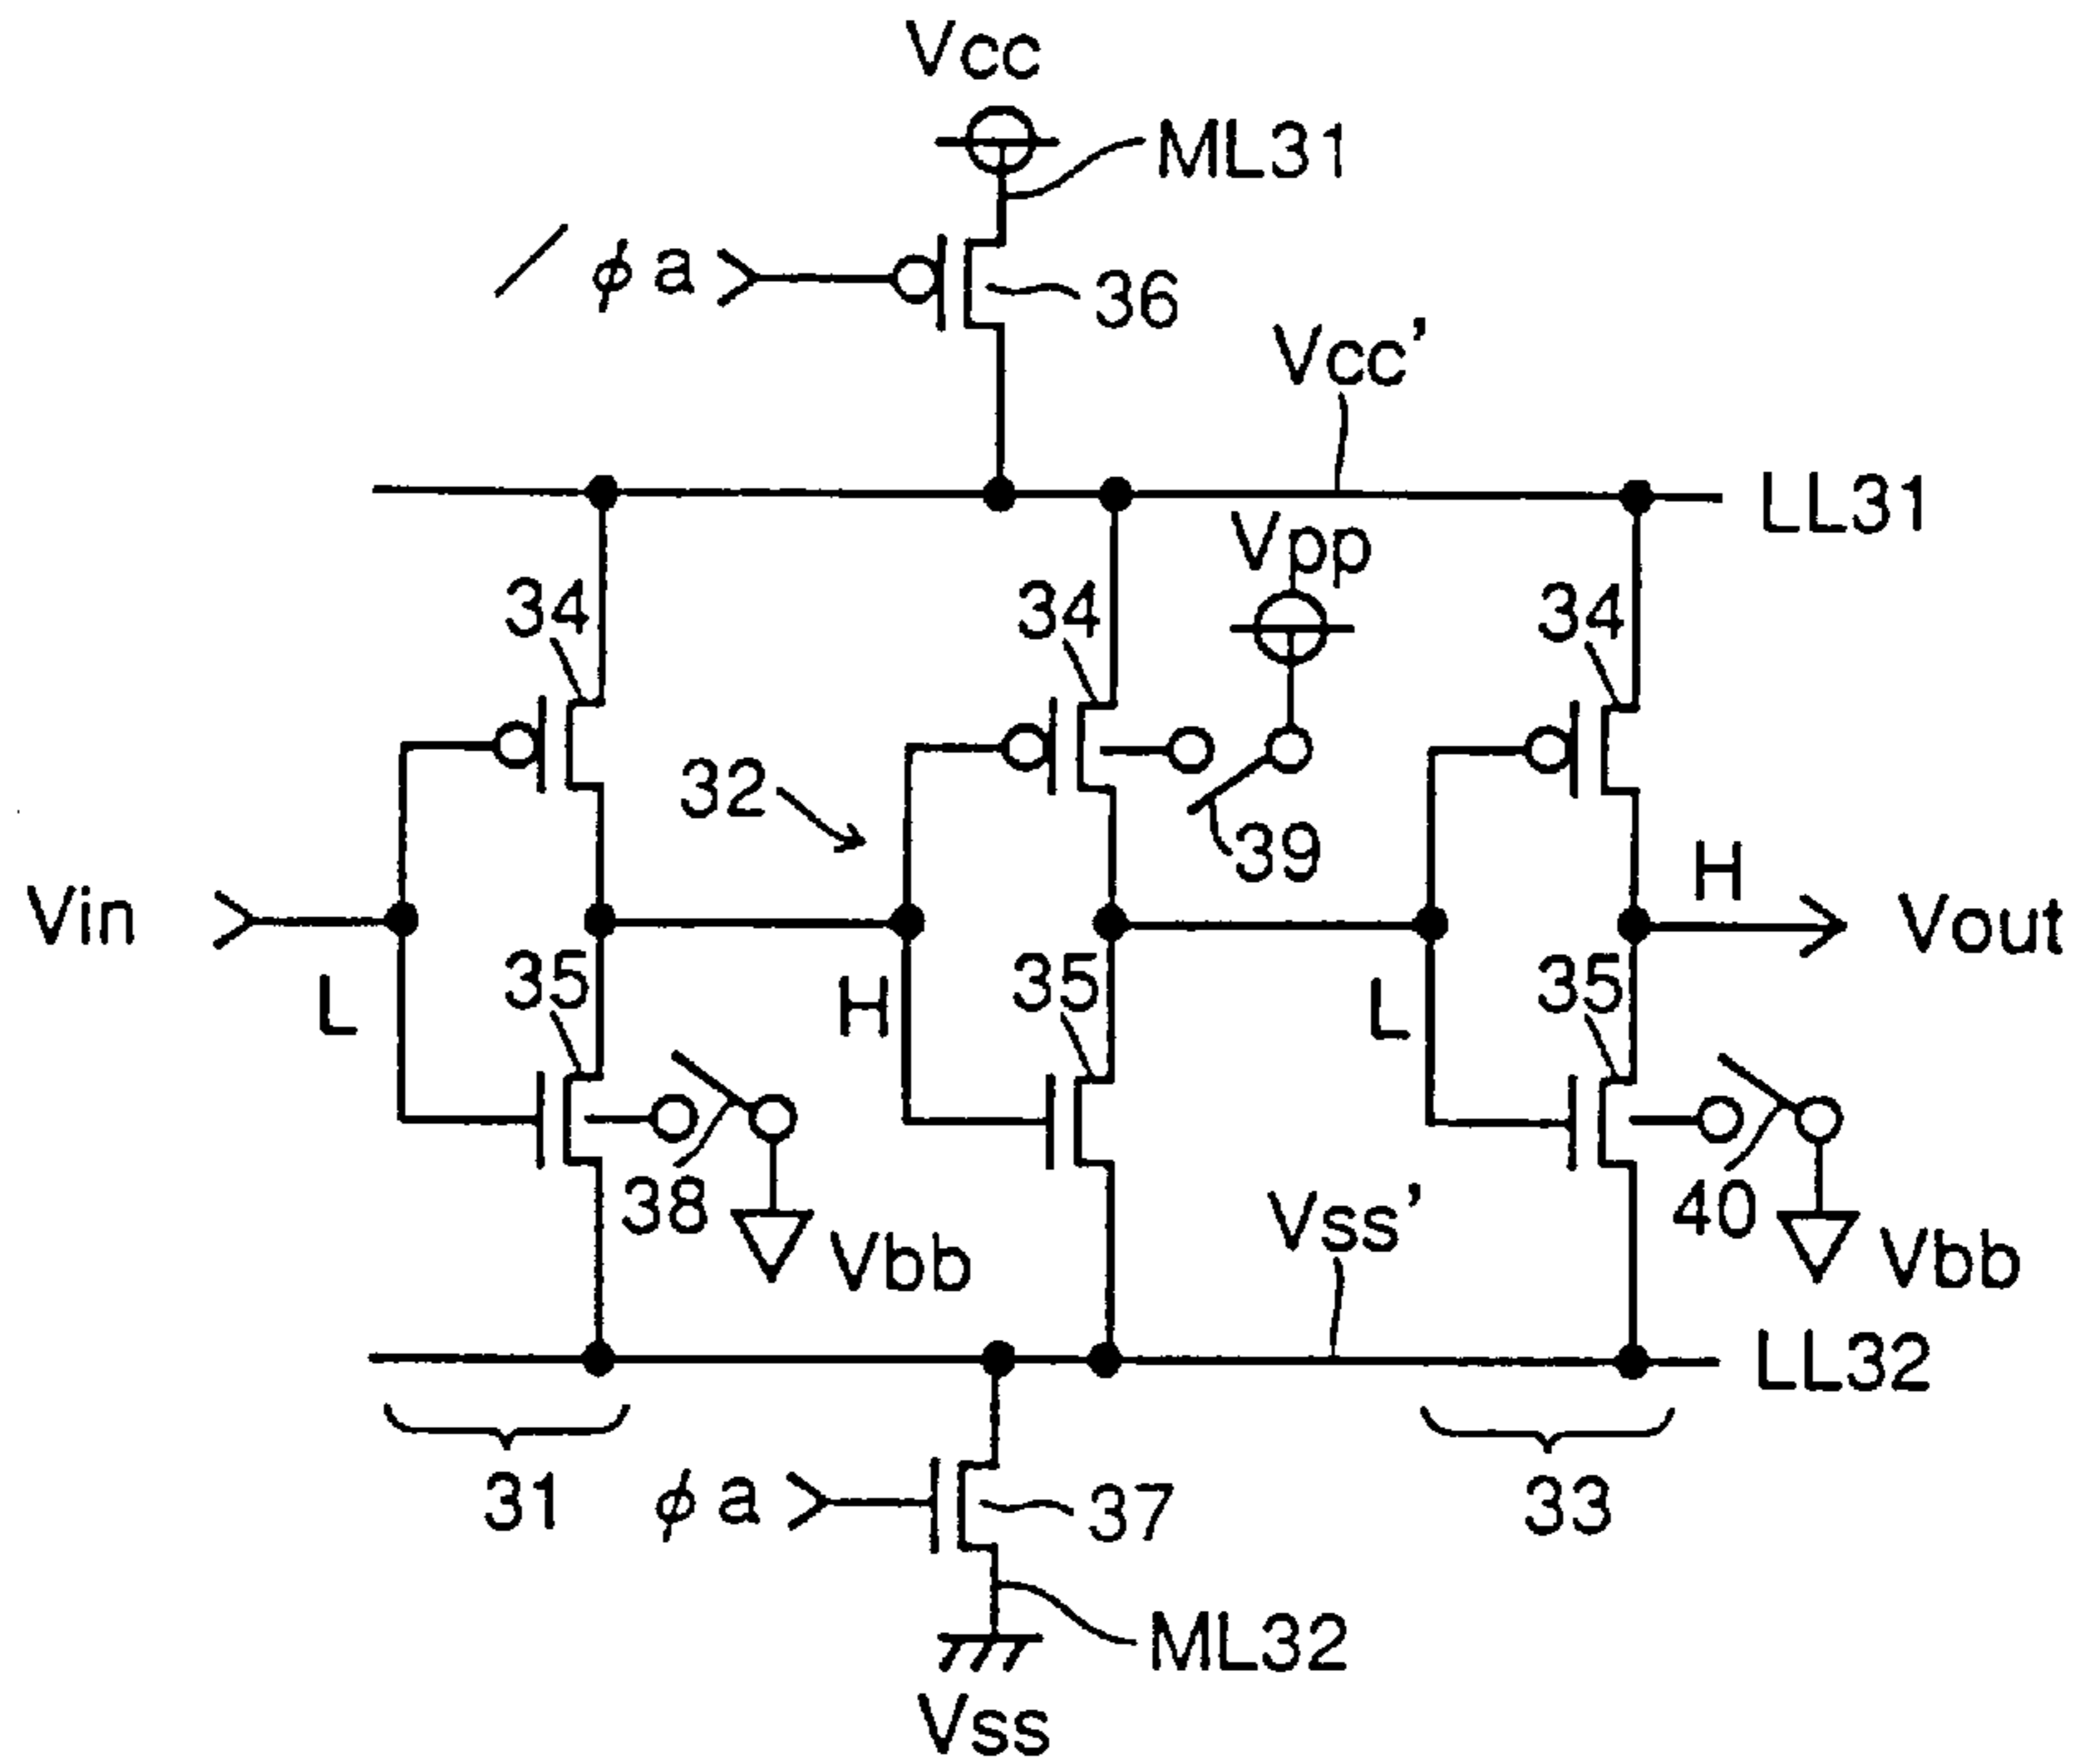 Vcc
ML31
/φa
36
Vcc'
LL31
Vpp
34
34
34
32
39
H
Vin
Vout
35
35
35
L
H
L
38
Vbb
Vss'
40
Vbb
LL32
31
φa
37
33
ML32
Vss